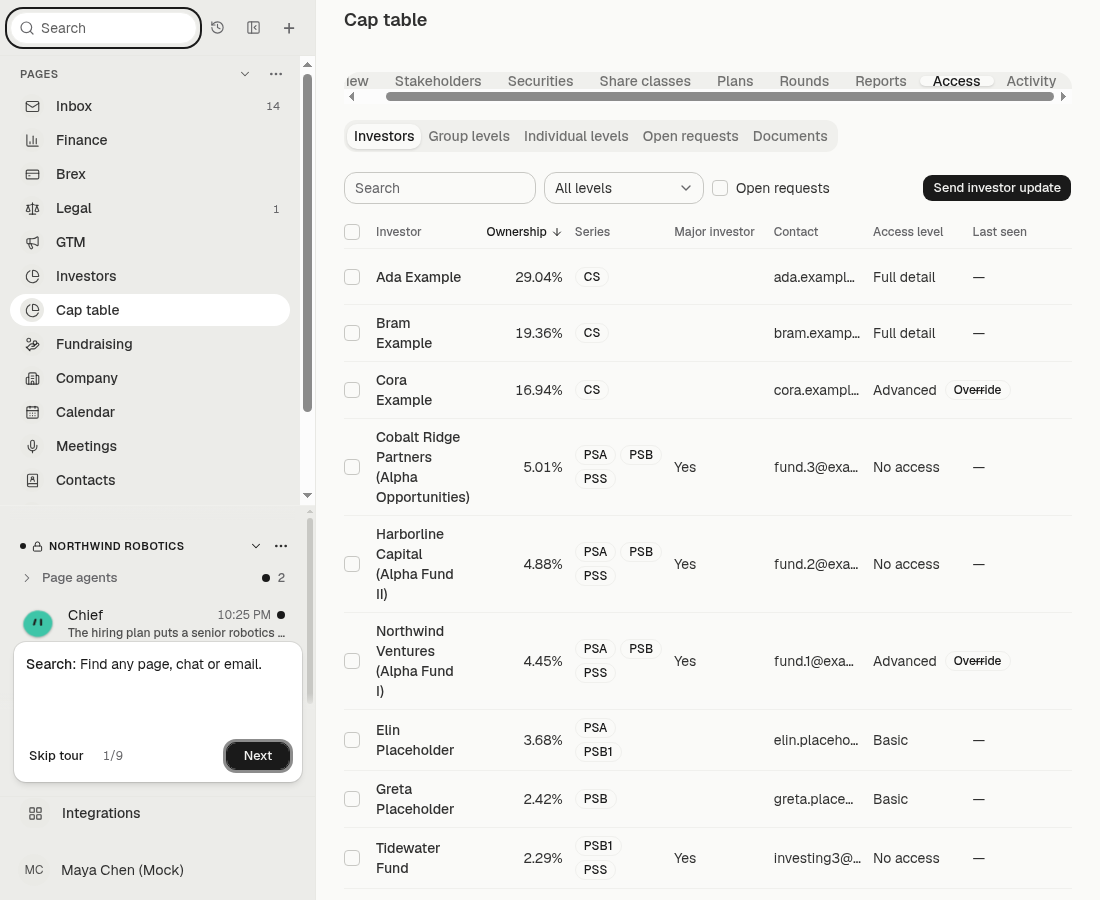 Search
PAGES
Inbox 14
Finance
Brex
Legal 1
GTM
Investors
Cap table
Fundraising
Company
Calendar
Meetings
Contacts
NORTHWIND ROBOTICS
Page agents 2
Chief 10:25 PM
The hiring plan puts a senior robotics …
Search: Find any page, chat or email.
Skip tour 1/9 Next
Integrations
MC Maya Chen (Mock)
Cap table
Stakeholders Securities Share classes Plans Rounds Reports Access Activity
Investors Group levels Individual levels Open requests Documents
Search All levels Open requests Send investor update
Investor Ownership Series Major investor Contact Access level Last seen
Ada Example 29.04% CS ada.exampl… Full detail —
Bram
Example
19.36% CS bram.examp… Full detail —
Cora
Example
16.94% CS cora.exampl… Advanced Override
Cobalt Ridge
Partners
(Alpha
Opportunities)
5.01% PSA PSB
PSS
Yes fund.3@exa… No access —
Harborline
Capital
(Alpha Fund
II)
4.88% PSA PSB
PSS
Yes fund.2@exa… No access —
Northwind
Ventures
(Alpha Fund
I)
4.45% PSA PSB
PSS
Yes fund.1@exa… Advanced Override
Elin
Placeholder
3.68% PSA
PSB1
elin.placeho… Basic —
Greta
Placeholder
2.42% PSB greta.place… Basic —
Tidewater
Fund
2.29% PSB1
PSS
Yes investing3@… No access —